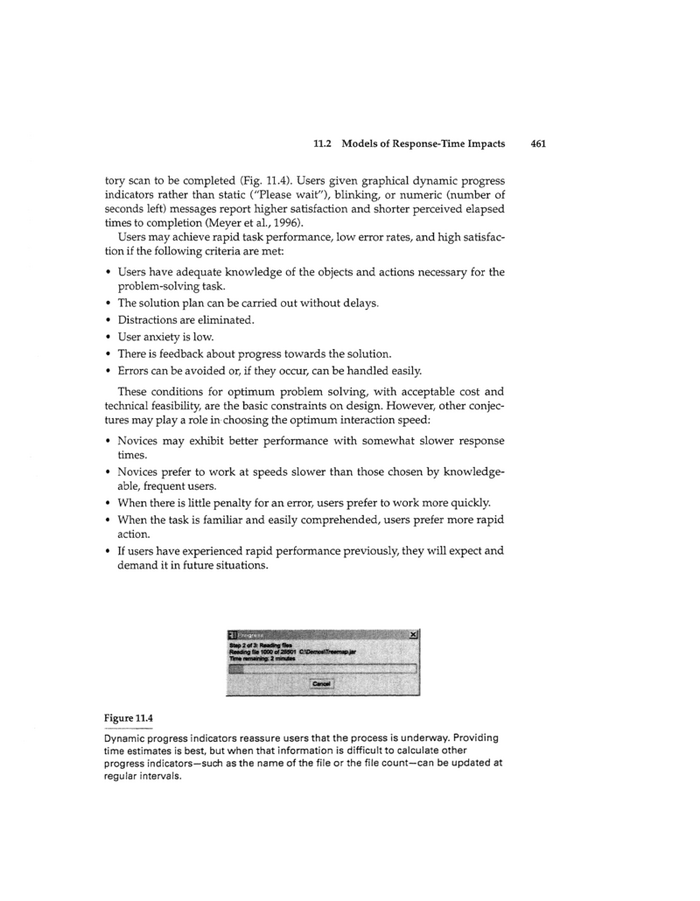 11.2 Models of Response-Time Impacts 461
tory scan to be completed (Fig. 11.4). Users given graphical dynamic progress
indicators rather than static ("Please wait"), blinking, or numeric (number of
seconds left) messages report higher satisfaction and shorter perceived elapsed
times to completion (Meyer et al., 1996).
Users may achieve rapid task performance, low error rates, and high satisfac-
tion if the following criteria are met:
• Users have adequate knowledge of the objects and actions necessary for the
problem-solving task.
• The solution plan can be carried out without delays.
• Distractions are eliminated.
• User anxiety is low.
• There is feedback about progress towards the solution.
• Errors can be avoided or, if they occur, can be handled easily.
These conditions for optimum problem solving, with acceptable cost and
technical feasibility, are the basic constraints on design. However, other conjec-
tures may play a role in choosing the optimum interaction speed:
• Novices may exhibit better performance with somewhat slower response
times.
• Novices prefer to work at speeds slower than those chosen by knowledge-
able, frequent users.
• When there is little penalty for an error, users prefer to work more quickly.
• When the task is familiar and easily comprehended, users prefer more rapid
action.
• If users have experienced rapid performance previously, they will expect and
demand it in future situations.
Progress
Step 2 of 3: Reading files
Reading file 1000 of 25501 C:\Demos\Treemap.jar
Time remaining: 2 minutes
Cancel
Figure 11.4
Dynamic progress indicators reassure users that the process is underway. Providing
time estimates is best, but when that information is difficult to calculate other
progress indicators—such as the name of the file or the file count—can be updated at
regular intervals.